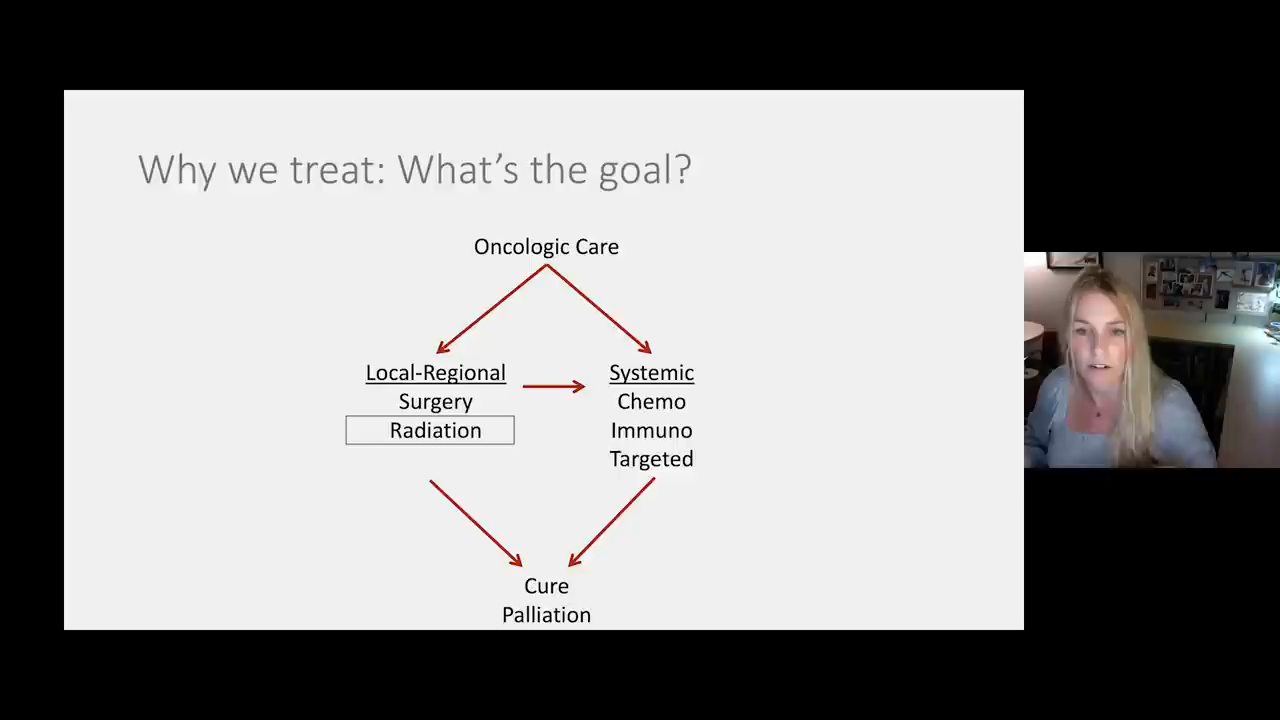 Why we treat: What's the goal?
Oncologic Care
Local-Regional
Surgery
Radiation
Systemic
Chemo
Immuno
Targeted
Cure
Palliation